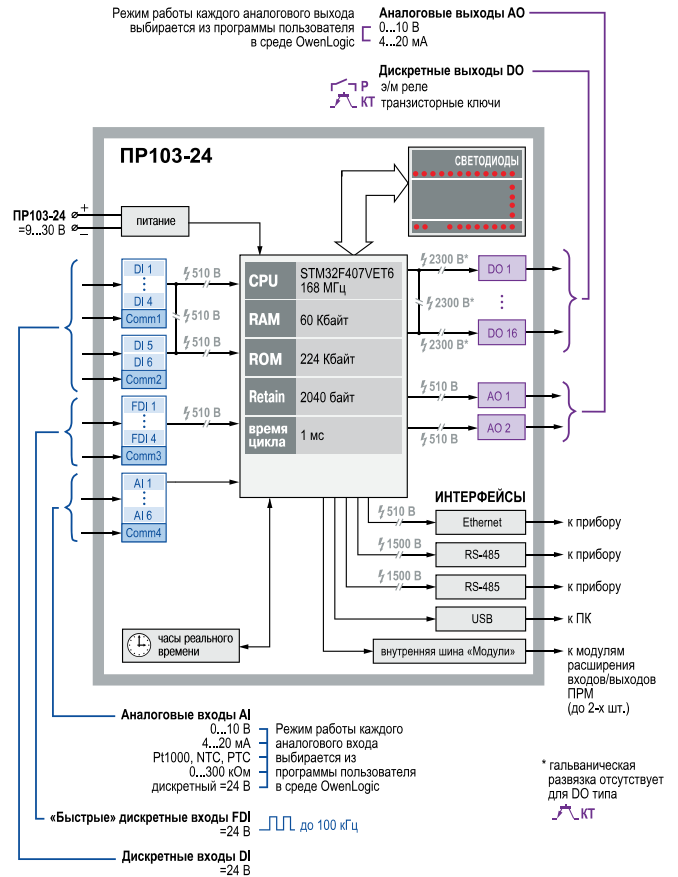 Режим работы каждого аналогового выхода
выбирается из программы пользователя
в среде OwenLogic
Аналоговые выходы AO
0...10 В
4...20 мА
Дискретные выходы DO
Р э/м реле
КТ транзисторные ключи
ПР103-24
СВЕТОДИОДЫ
ПР103-24
=9...30 В
+
–
питание
DI 1
DI 4
Comm1
DI 5
DI 6
Comm2
FDI 1
FDI 4
Comm3
AI 1
AI 6
Comm4
510 В
510 В
510 В
510 В
CPU STM32F407VET6
168 МГц
RAM 60 Кбайт
ROM 224 Кбайт
Retain 2040 байт
время
цикла
1 мс
2300 В*
2300 В*
2300 В*
DO 1
DO 16
510 В
AO 1
510 В
AO 2
ИНТЕРФЕЙСЫ
510 В
Ethernet
к прибору
1500 В
RS-485
к прибору
1500 В
RS-485
к прибору
USB
к ПК
внутренняя шина «Модули»
к модулям
расширения
входов/выходов
ПРМ
(до 2-х шт.)
часы реального
времени
Аналоговые входы AI
0...10 В
4...20 мА
Pt1000, NTC, PTC
0...300 кОм
дискретный =24 В
Режим работы каждого
аналогового входа
выбирается из
программы пользователя
в среде OwenLogic
«Быстрые» дискретные входы FDI
=24 В
до 100 кГц
Дискретные входы DI
=24 В
* гальваническая
развязка отсутствует
для DO типа
КТ